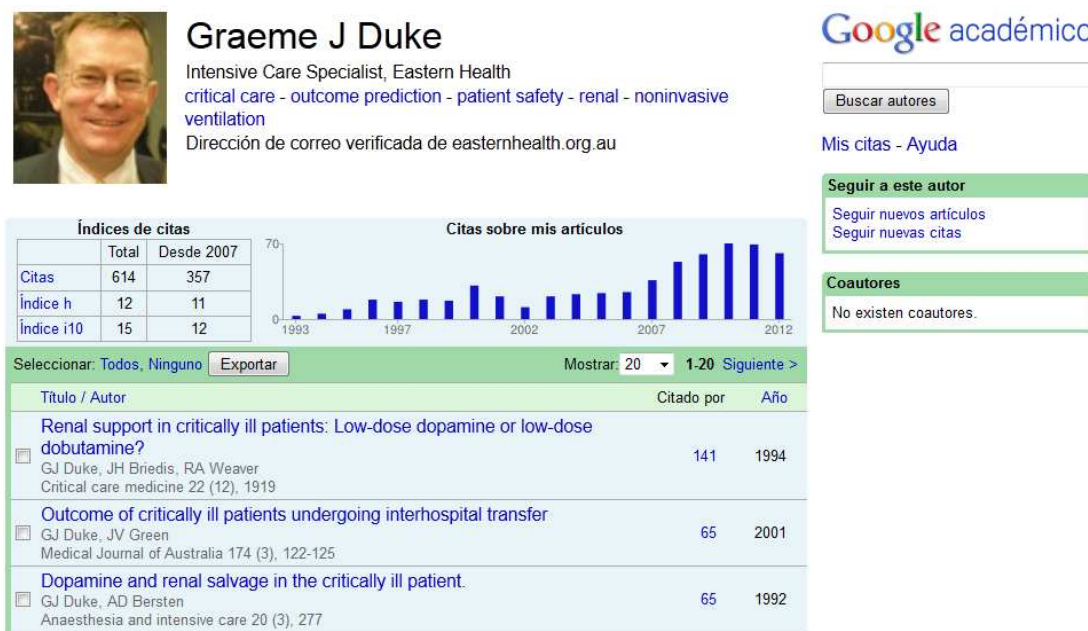 Graeme J Duke
Intensive Care Specialist, Eastern Health
critical care - outcome prediction - patient safety - renal - noninvasive
ventilation
Dirección de correo verificada de easternhealth.org.au
Google académico
Buscar autores
Mis citas - Ayuda
Seguir a este autor
Seguir nuevos artículos
Seguir nuevas citas
Coautores
No existen coautores.
Índices de citas
Total Desde 2007
Citas 614 357
Índice h 12 11
Índice i10 15 12
Citas sobre mis artículos
70
0
1993 1997 2002 2007 2012
Seleccionar: Todos, Ninguno Exportar Mostrar: 20 1-20 Siguiente >
Título / Autor Citado por Año
Renal support in critically ill patients: Low-dose dopamine or low-dose
dobutamine?
GJ Duke, JH Briedis, RA Weaver
Critical care medicine 22 (12), 1919
141 1994
Outcome of critically ill patients undergoing interhospital transfer
GJ Duke, JV Green
Medical Journal of Australia 174 (3), 122-125
65 2001
Dopamine and renal salvage in the critically ill patient.
GJ Duke, AD Bersten
Anaesthesia and intensive care 20 (3), 277
65 1992